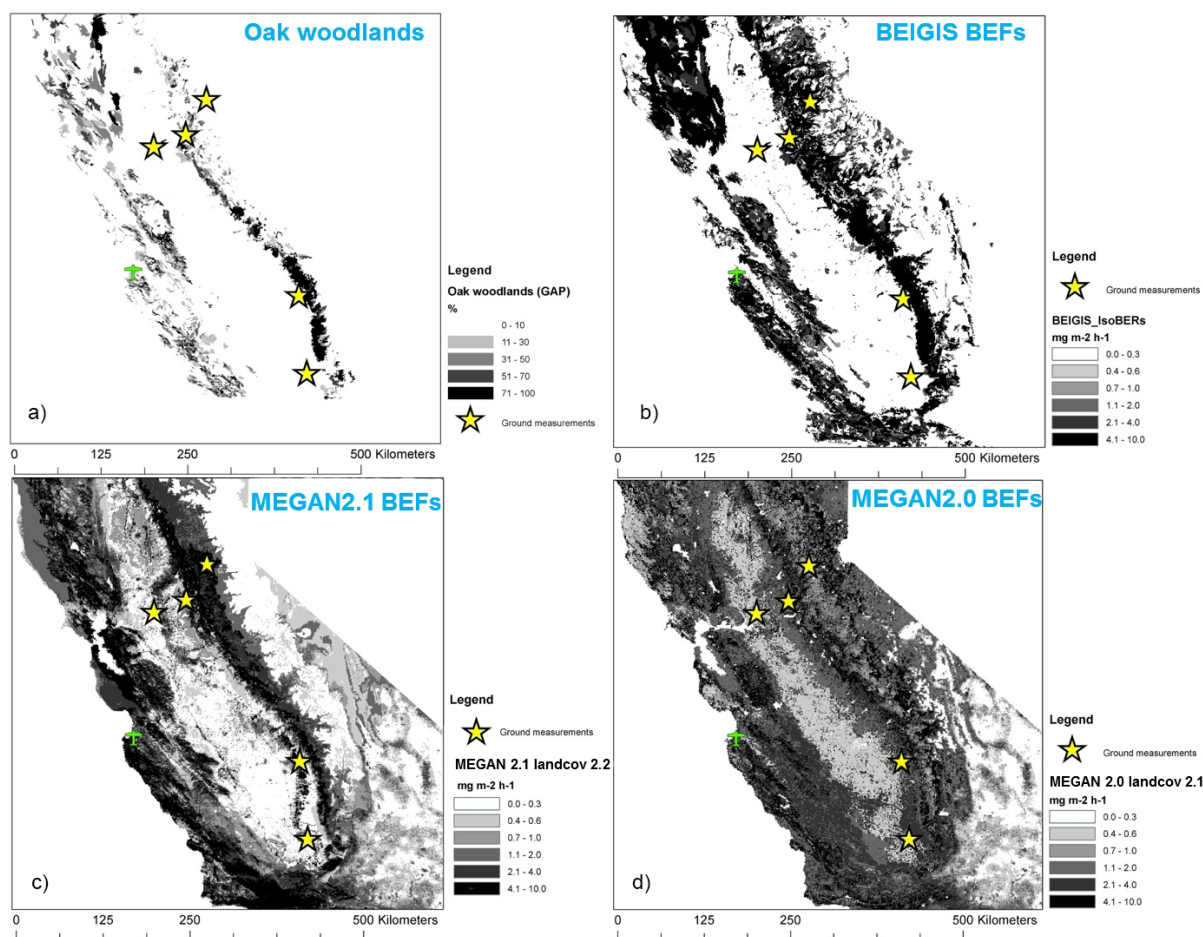 Oak woodlands
Legend
Oak woodlands (GAP)
%
0 - 10
11 - 30
31 - 50
51 - 70
71 - 100
Ground measurements
a)
0 125 250 500 Kilometers
BEIGIS BEFs
Ground measurements
BEIGIS_IsoBERs
mg m-2 h-1
0.0 - 0.3
0.4 - 0.6
0.7 - 1.0
1.1 - 2.0
2.1 - 4.0
4.1 - 10.0
b)
0 125 250 500 Kilometers
MEGAN2.1 BEFs
Legend
Ground measurements
MEGAN 2.1 landcov 2.2
mg m-2 h-1
0.0 - 0.3
0.4 - 0.6
0.7 - 1.0
1.1 - 2.0
2.1 - 4.0
4.1 - 10.0
c)
0 125 250 500 Kilometers
MEGAN2.0 BEFs
Legend
Ground measurements
MEGAN 2.0 landcov 2.1
mg m-2 h-1
0.0 - 0.3
0.4 - 0.6
0.7 - 1.0
1.1 - 2.0
2.1 - 4.0
4.1 - 10.0
d)
0 125 250 500 Kilometers